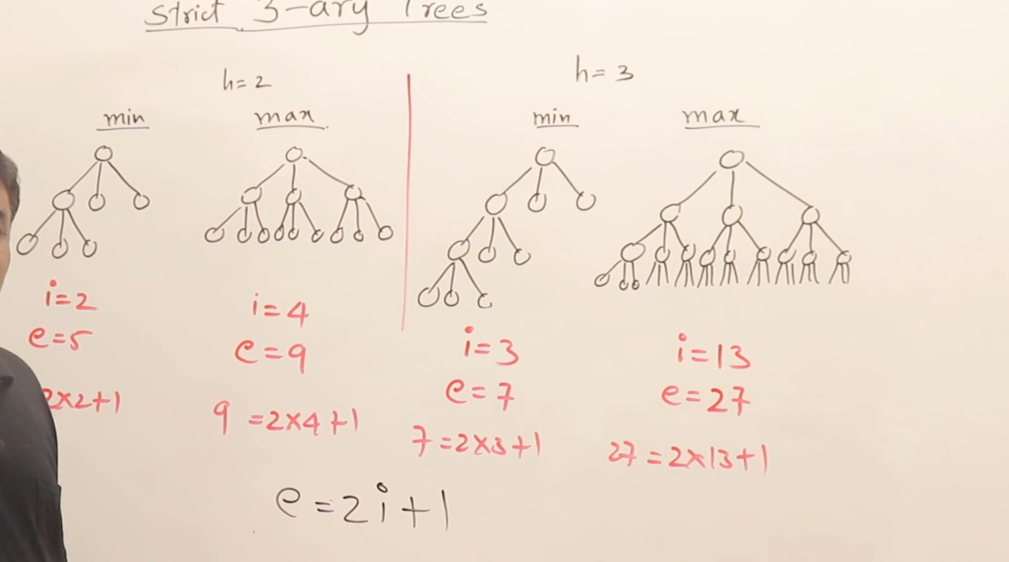 Strict 3-ary Trees
h=2
h=3
min
max
min
max
i=2
e=5
2x2+1
i=4
e=9
9 =2x4+1
i=3
e=7
7=2x3+1
i=13
e=27
27=2x13+1
e=2i+1